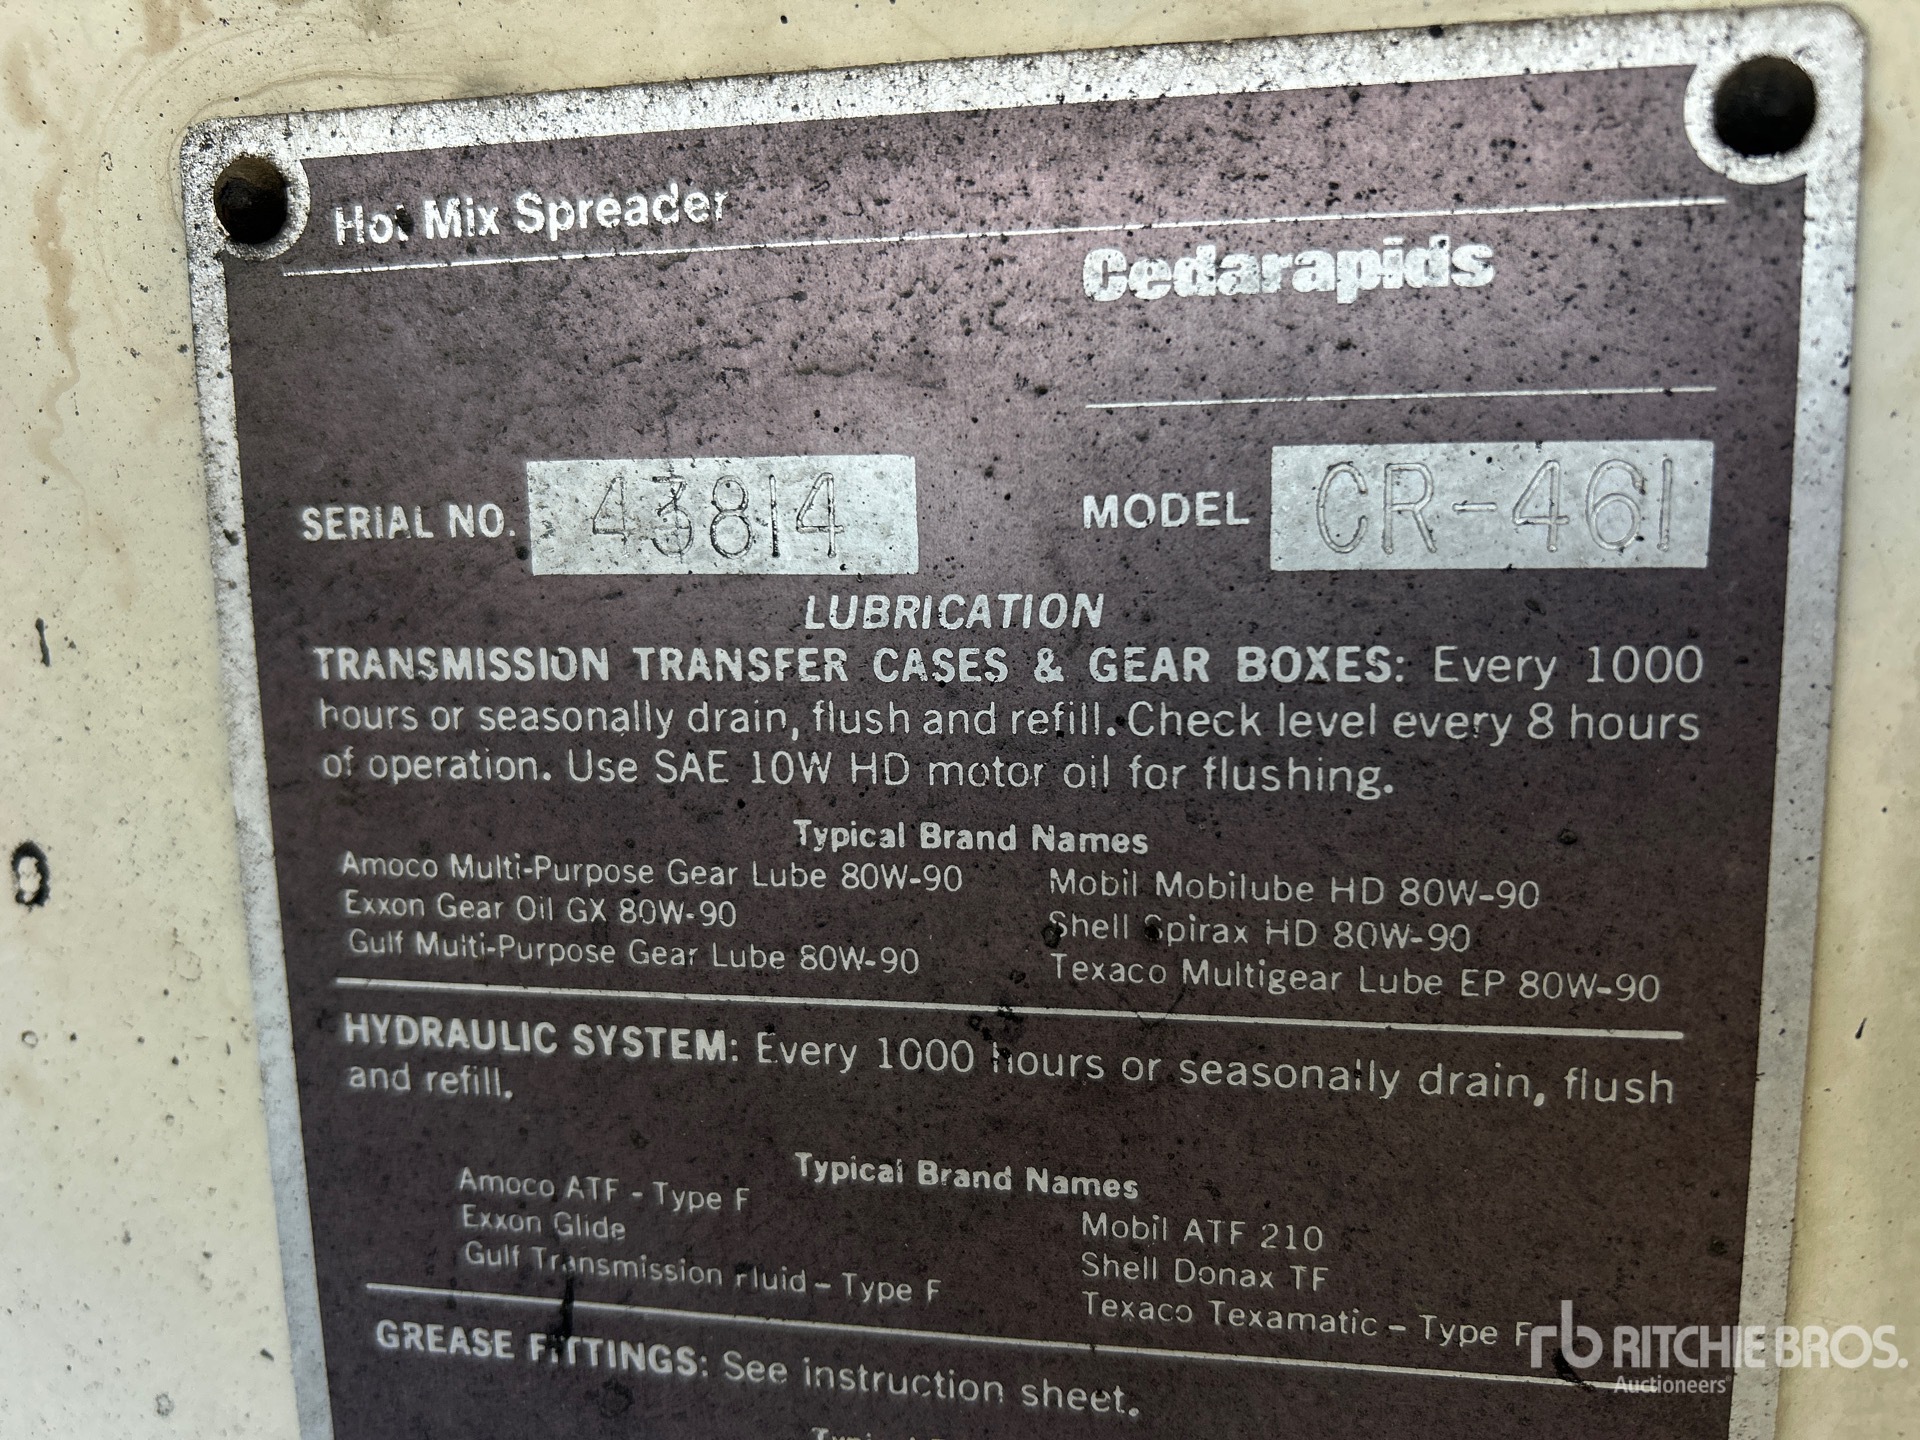 Hot Mix Spreader
Cedarapids
SERIAL NO. 43814
MODEL CR-461
LUBRICATION
TRANSMISSION TRANSFER CASES & GEAR BOXES: Every 1000
hours or seasonally drain, flush and refill. Check level every 8 hours
of operation. Use SAE 10W HD motor oil for flushing.
Typical Brand Names
Amoco Multi-Purpose Gear Lube 80W-90
Exxon Gear Oil GX 80W-90
Gulf Multi-Purpose Gear Lube 80W-90
Mobil Mobilube HD 80W-90
Shell Spirax HD 80W-90
Texaco Multigear Lube EP 80W-90
HYDRAULIC SYSTEM: Every 1000 hours or seasonally drain, flush
and refill.
Typical Brand Names
Amoco ATF - Type F
Exxon Glide
Gulf Transmission Fluid - Type F
Mobil ATF 210
Shell Donax TF
Texaco Texamatic - Type F
GREASE FITTINGS: See instruction sheet.
rb RITCHIE BROS.
Auctioneers